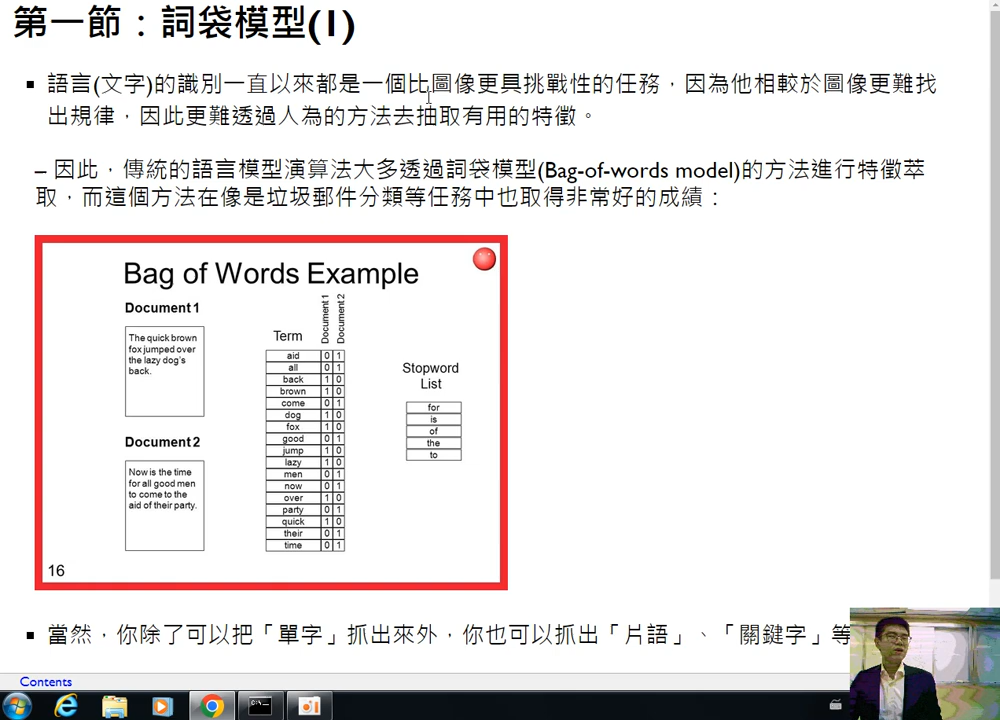 第一節：詞袋模型(1)
語言(文字)的識別一直以來都是一個比圖像更具挑戰性的任務，因為他相較於圖像更難找
出規律，因此更難透過人為的方法去抽取有用的特徵。
– 因此，傳統的語言模型演算法大多透過詞袋模型(Bag-of-words model)的方法進行特徵萃
取，而這個方法在像是垃圾郵件分類等任務中也取得非常好的成績：
Bag of Words Example
Document 1
The quick brown
fox jumped over
the lazy dog's
back.
Document 2
Now is the time
for all good men
to come to the
aid of their party.
Term Document 1 Document 2
aid 0 1
all 0 1
back 1 0
brown 1 0
come 0 1
dog 1 0
fox 1 0
good 0 1
jump 1 0
lazy 1 0
men 0 1
now 0 1
over 1 0
party 0 1
quick 1 0
their 0 1
time 0 1
Stopword
List
for
is
of
the
to
16
當然，你除了可以把「單字」抓出來外，你也可以抓出「片語」、「關鍵字」等
Contents